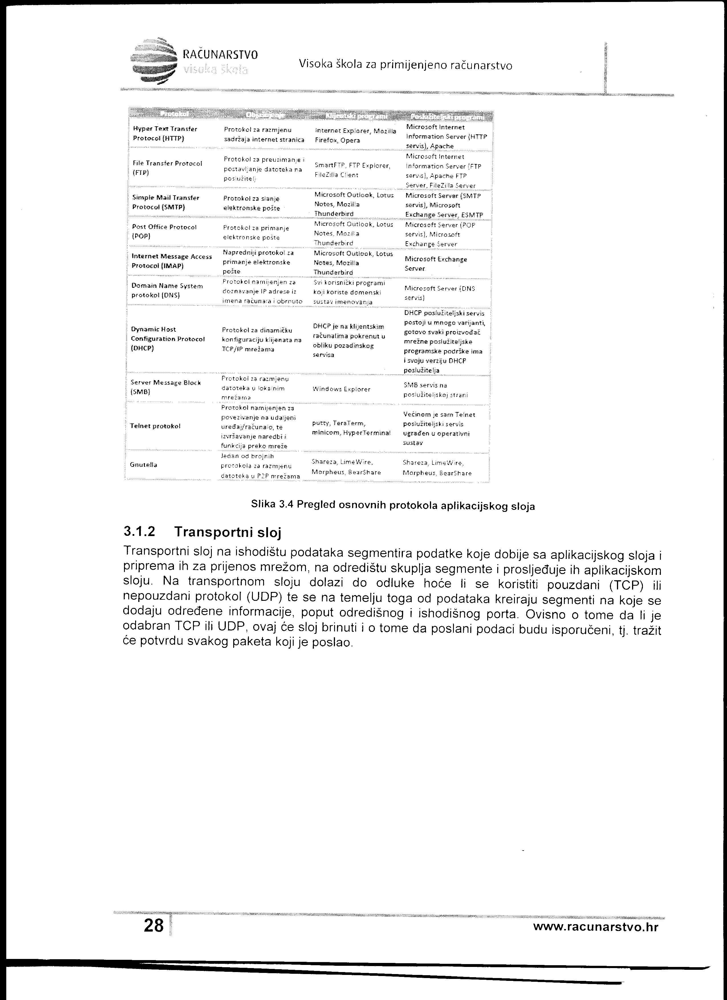 RAČUNARSTVO
visoka škola
Visoka škola za primijenjeno računarstvo
Protokol Objašnjenje Klijentski programi Poslužiteljski programi
Hyper Text Transfer
Protocol (HTTP)
Protokol za razmjenu
sadržaja internet stranica
Internet Explorer, Mozilla
Firefox, Opera
Microsoft Internet
Information Server (HTTP
servis), Apache
File Transfer Protocol
(FTP)
Protokol za preuzimanje i
postavljanje datoteka na
poslužitelj
SmartFTP, FTP Explorer,
FileZilla Client
Microsoft Internet
Information Server (FTP
servis), Apache FTP
Server, FileZilla Server
Simple Mail Transfer
Protocol (SMTP)
Protokol za slanje
elektronske pošte
Microsoft Outlook, Lotus
Notes, Mozilla
Thunderbird
Microsoft Server (SMTP
servis), Microsoft
Exchange Server, ESMTP
Post Office Protocol
(POP)
Protokol za primanje
elektronske pošte
Microsoft Outlook, Lotus
Notes, Mozilla
Thunderbird
Microsoft Server (POP
servis), Microsoft
Exchange Server
Internet Message Access
Protocol (IMAP)
Napredniji protokol za
primanje elektronske
pošte
Microsoft Outlook, Lotus
Notes, Mozilla
Thunderbird
Microsoft Exchange
Server
Domain Name System
protokol (DNS)
Protokol namijenjen za
doznavanje IP adrese iz
imena računara i obrnuto
Svi korisnički programi
koji koriste domenski
sustav imenovanja
Microsoft Server (DNS
servis)
Dynamic Host
Configuration Protocol
(DHCP)
Protokol za dinamičku
konfiguraciju klijenata na
TCP/IP mrežama
DHCP je na klijentskim
računalima pokrenut u
obliku pozadinskog
servisa
DHCP poslužiteljski servis
postoji u mnogo varijanti,
gotovo svaki proizvođač
mrežne poslužiteljske
programske podrške ima
i svoju verziju DHCP
poslužitelja
Server Message Block
(SMB)
Protokol za razmjenu
datoteka u lokalnim
mrežama
Windows Explorer
SMB servis na
poslužiteljskoj strani
Telnet protokol
Protokol namijenjen za
povezivanje na udaljeni
uređaj/računalo, te
izvršavanje naredbi i
funkcija preko mreže
putty, TeraTerm,
minicom, HyperTerminal
Većinom je sam Telnet
poslužiteljski servis
ugrađen u operativni
sustav
Gnutella
Jedan od brojnih
protokola za razmjenu
datoteka u P2P mrežama
Shareza, LimeWire,
Morpheus, BearShare
Shareza, LimeWire,
Morpheus, BearShare
Slika 3.4 Pregled osnovnih protokola aplikacijskog sloja
3.1.2 Transportni sloj
Transportni sloj na ishodištu podataka segmentira podatke koje dobije sa aplikacijskog sloja i
priprema ih za prijenos mrežom, na odredištu skuplja segmente i prosljeđuje ih aplikacijskom
sloju. Na transportnom sloju dolazi do odluke hoće li se koristiti pouzdani (TCP) ili
nepouzdani protokol (UDP) te se na temelju toga od podataka kreiraju segmenti na koje se
dodaju određene informacije, poput odredišnog i ishodišnog porta. Ovisno o tome da li je
odabran TCP ili UDP, ovaj će sloj brinuti i o tome da poslani podaci budu isporučeni, tj. tražit
će potvrdu svakog paketa koji je poslao.
28
www.racunarstvo.hr